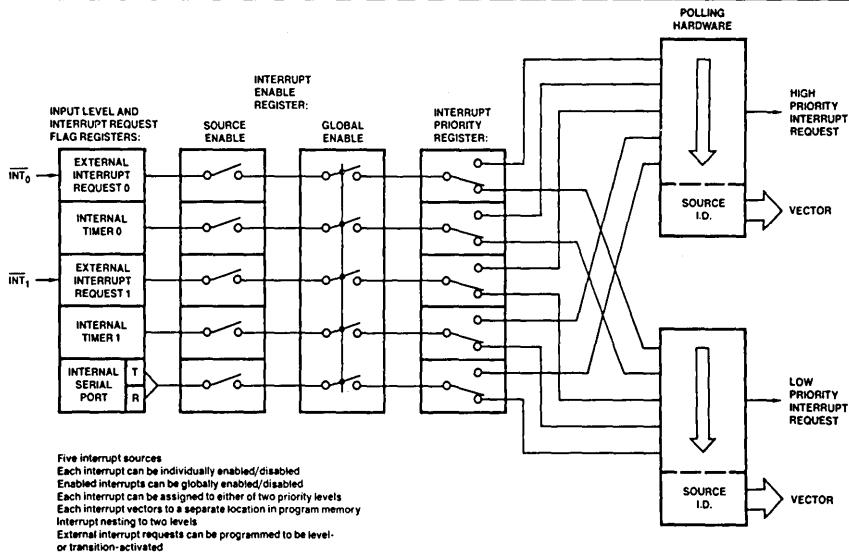 POLLING
HARDWARE
INTERRUPT
ENABLE
REGISTER:
INPUT LEVEL AND
INTERRUPT REQUEST
FLAG REGISTERS:
SOURCE
ENABLE
GLOBAL
ENABLE
INTERRUPT
PRIORITY
REGISTER:
HIGH
PRIORITY
INTERRUPT
REQUEST
INT0
EXTERNAL
INTERRUPT
REQUEST 0
SOURCE
I.D.
VECTOR
INTERNAL
TIMER 0
INT1
EXTERNAL
INTERRUPT
REQUEST 1
INTERNAL
TIMER 1
INTERNAL
SERIAL
PORT
T
R
LOW
PRIORITY
INTERRUPT
REQUEST
SOURCE
I.D.
VECTOR
Five interrupt sources
Each interrupt can be individually enabled/disabled
Enabled interrupts can be globally enabled/disabled
Each interrupt can be assigned to either of two priority levels
Each interrupt vectors to a separate location in program memory
Interrupt nesting to two levels
External interrupt requests can be programmed to be level-
or transition-activated